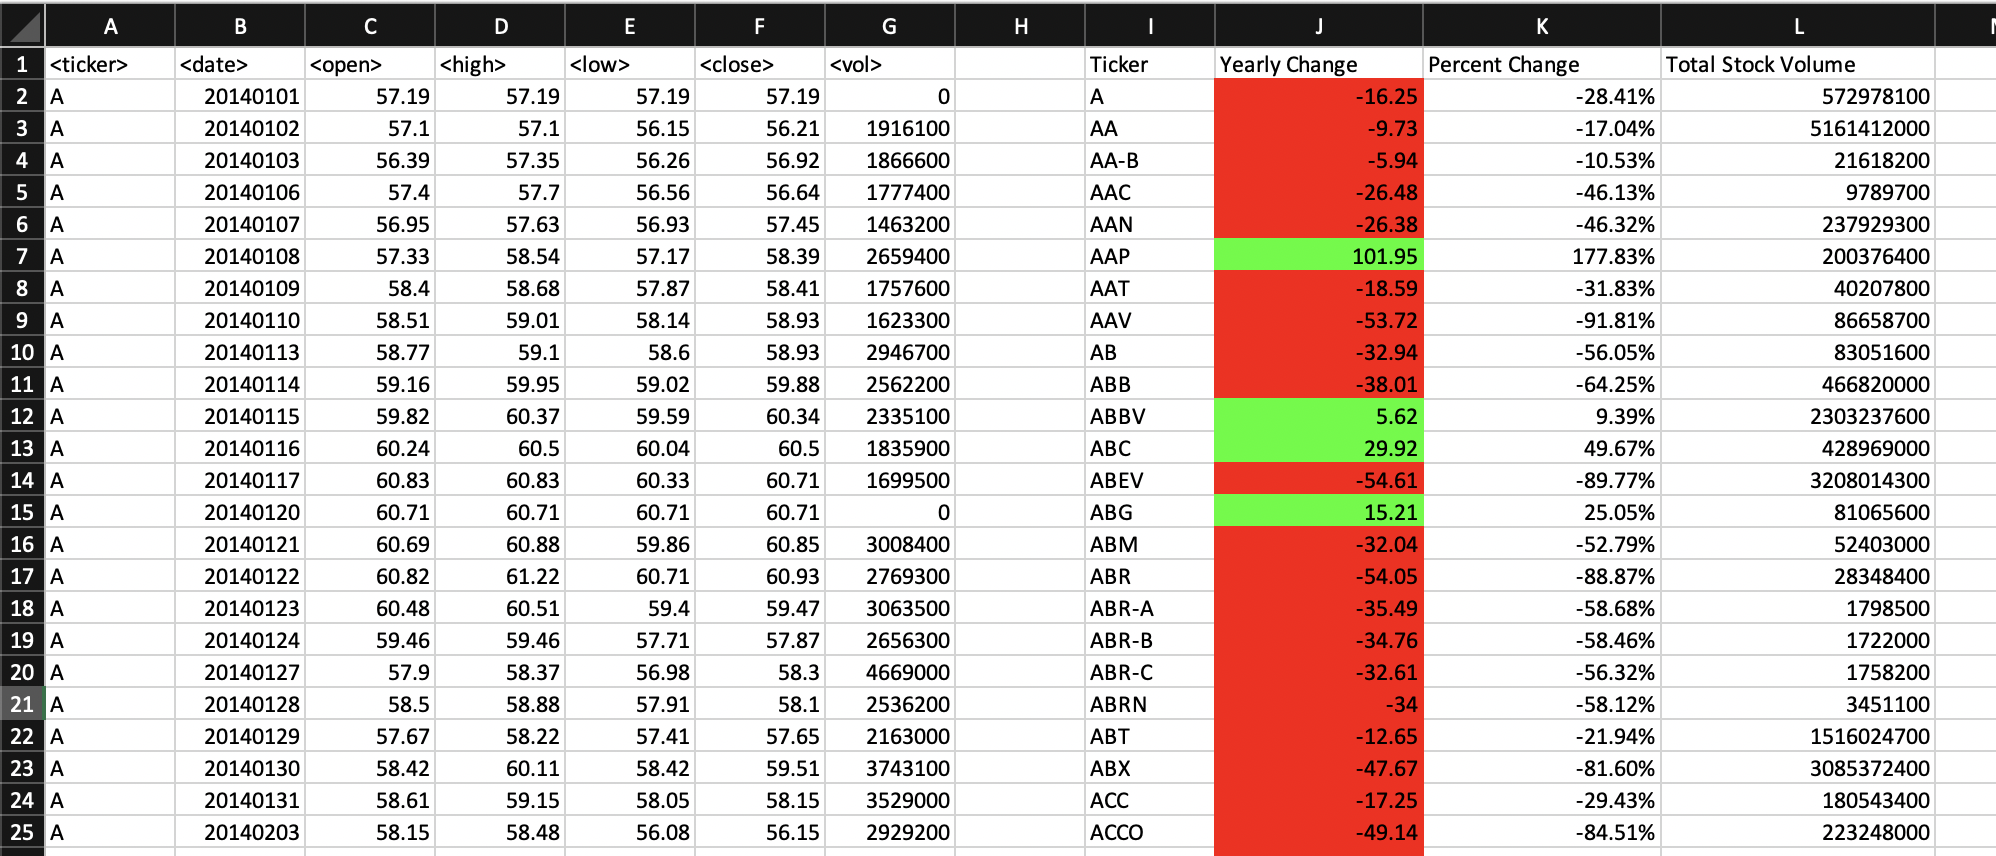 A B C D E F G H I J K L
1 <ticker> <date> <open> <high> <low> <close> <vol> Ticker Yearly Change Percent Change Total Stock Volume
2 A 20140101 57.19 57.19 57.19 57.19 0 A -16.25 -28.41% 572978100
3 A 20140102 57.1 57.1 56.15 56.21 1916100 AA -9.73 -17.04% 5161412000
4 A 20140103 56.39 57.35 56.26 56.92 1866600 AA-B -5.94 -10.53% 21618200
5 A 20140106 57.4 57.7 56.56 56.64 1777400 AAC -26.48 -46.13% 9789700
6 A 20140107 56.95 57.63 56.93 57.45 1463200 AAN -26.38 -46.32% 237929300
7 A 20140108 57.33 58.54 57.17 58.39 2659400 AAP 101.95 177.83% 200376400
8 A 20140109 58.4 58.68 57.87 58.41 1757600 AAT -18.59 -31.83% 40207800
9 A 20140110 58.51 59.01 58.14 58.93 1623300 AAV -53.72 -91.81% 86658700
10 A 20140113 58.77 59.1 58.6 58.93 2946700 AB -32.94 -56.05% 83051600
11 A 20140114 59.16 59.95 59.02 59.88 2562200 ABB -38.01 -64.25% 466820000
12 A 20140115 59.82 60.37 59.59 60.34 2335100 ABBV 5.62 9.39% 2303237600
13 A 20140116 60.24 60.5 60.04 60.5 1835900 ABC 29.92 49.67% 428969000
14 A 20140117 60.83 60.83 60.33 60.71 1699500 ABEV -54.61 -89.77% 3208014300
15 A 20140120 60.71 60.71 60.71 60.71 0 ABG 15.21 25.05% 81065600
16 A 20140121 60.69 60.88 59.86 60.85 3008400 ABM -32.04 -52.79% 52403000
17 A 20140122 60.82 61.22 60.71 60.93 2769300 ABR -54.05 -88.87% 28348400
18 A 20140123 60.48 60.51 59.4 59.47 3063500 ABR-A -35.49 -58.68% 1798500
19 A 20140124 59.46 59.46 57.71 57.87 2656300 ABR-B -34.76 -58.46% 1722000
20 A 20140127 57.9 58.37 56.98 58.3 4669000 ABR-C -32.61 -56.32% 1758200
21 A 20140128 58.5 58.88 57.91 58.1 2536200 ABRN -34 -58.12% 3451100
22 A 20140129 57.67 58.22 57.41 57.65 2163000 ABT -12.65 -21.94% 1516024700
23 A 20140130 58.42 60.11 58.42 59.51 3743100 ABX -47.67 -81.60% 3085372400
24 A 20140131 58.61 59.15 58.05 58.15 3529000 ACC -17.25 -29.43% 180543400
25 A 20140203 58.15 58.48 56.08 56.15 2929200 ACCO -49.14 -84.51% 223248000